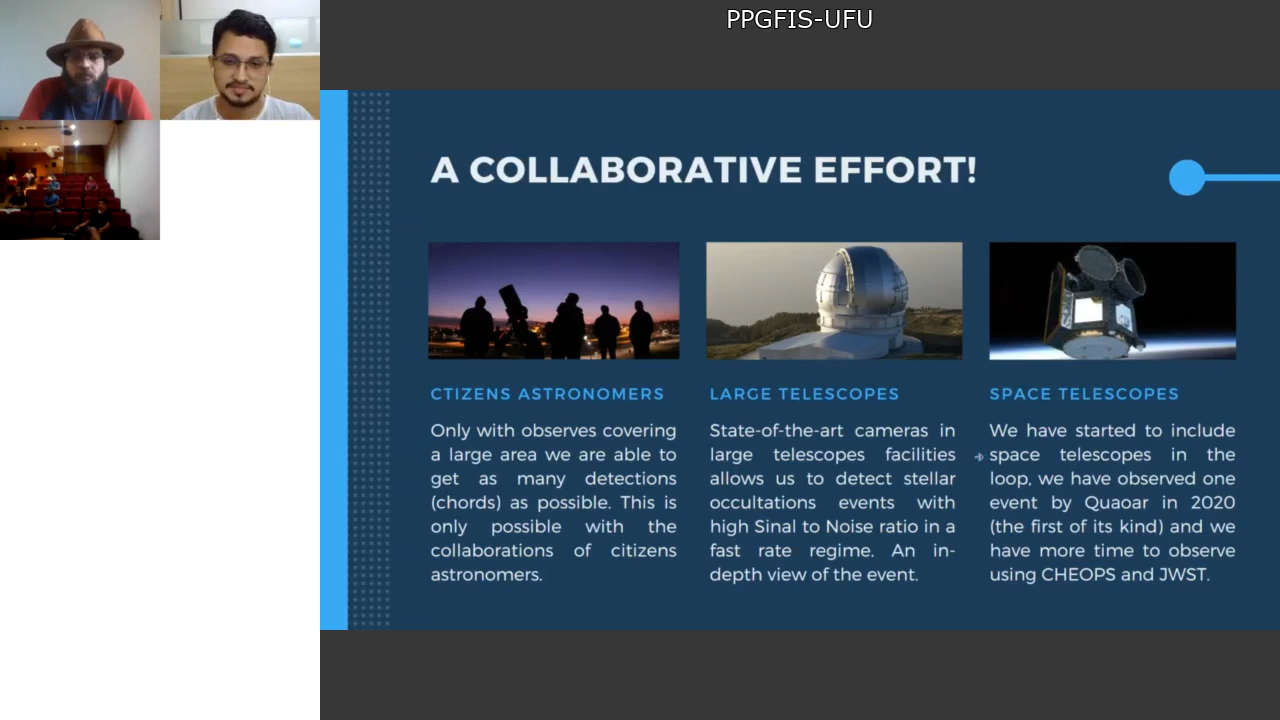 PPGFIS-UFU
A COLLABORATIVE EFFORT!
CTIZENS ASTRONOMERS
Only with observes covering
a large area we are able to
get as many detections
(chords) as possible. This is
only possible with the
collaborations of citizens
astronomers.
LARGE TELESCOPES
State-of-the-art cameras in
large telescopes facilities
allows us to detect stellar
occultations events with
high Sinal to Noise ratio in a
fast rate regime. An in-
depth view of the event.
SPACE TELESCOPES
We have started to include
space telescopes in the
loop, we have observed one
event by Quaoar in 2020
(the first of its kind) and we
have more time to observe
using CHEOPS and JWST.